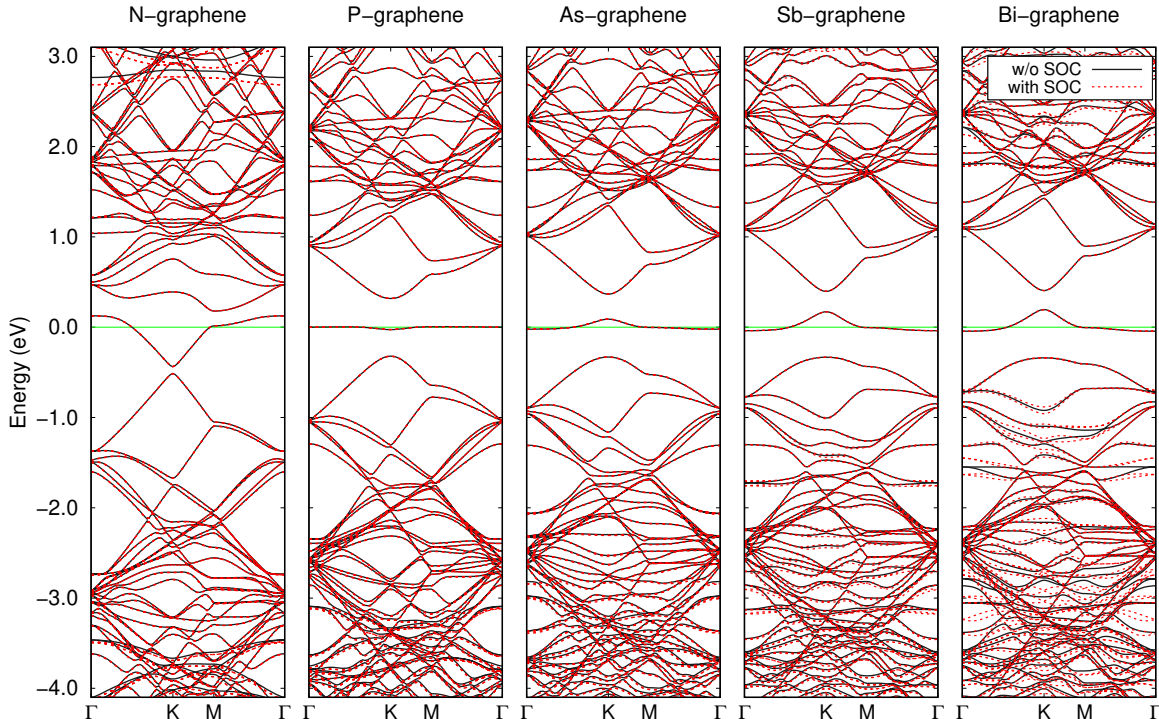 N−graphene P−graphene As−graphene Sb−graphene Bi−graphene
w/o SOC
with SOC
Energy (eV)
3.0
2.0
1.0
0.0
−1.0
−2.0
−3.0
−4.0
Γ K M Γ Γ K M Γ Γ K M Γ Γ K M Γ Γ K M Γ